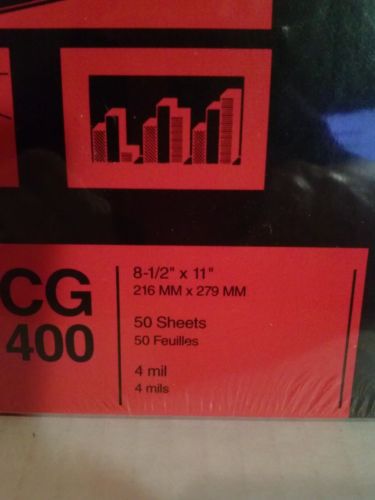 CG
400
8-1/2" x 11"
216 MM x 279 MM
50 Sheets
50 Feuilles
4 mil
4 mils